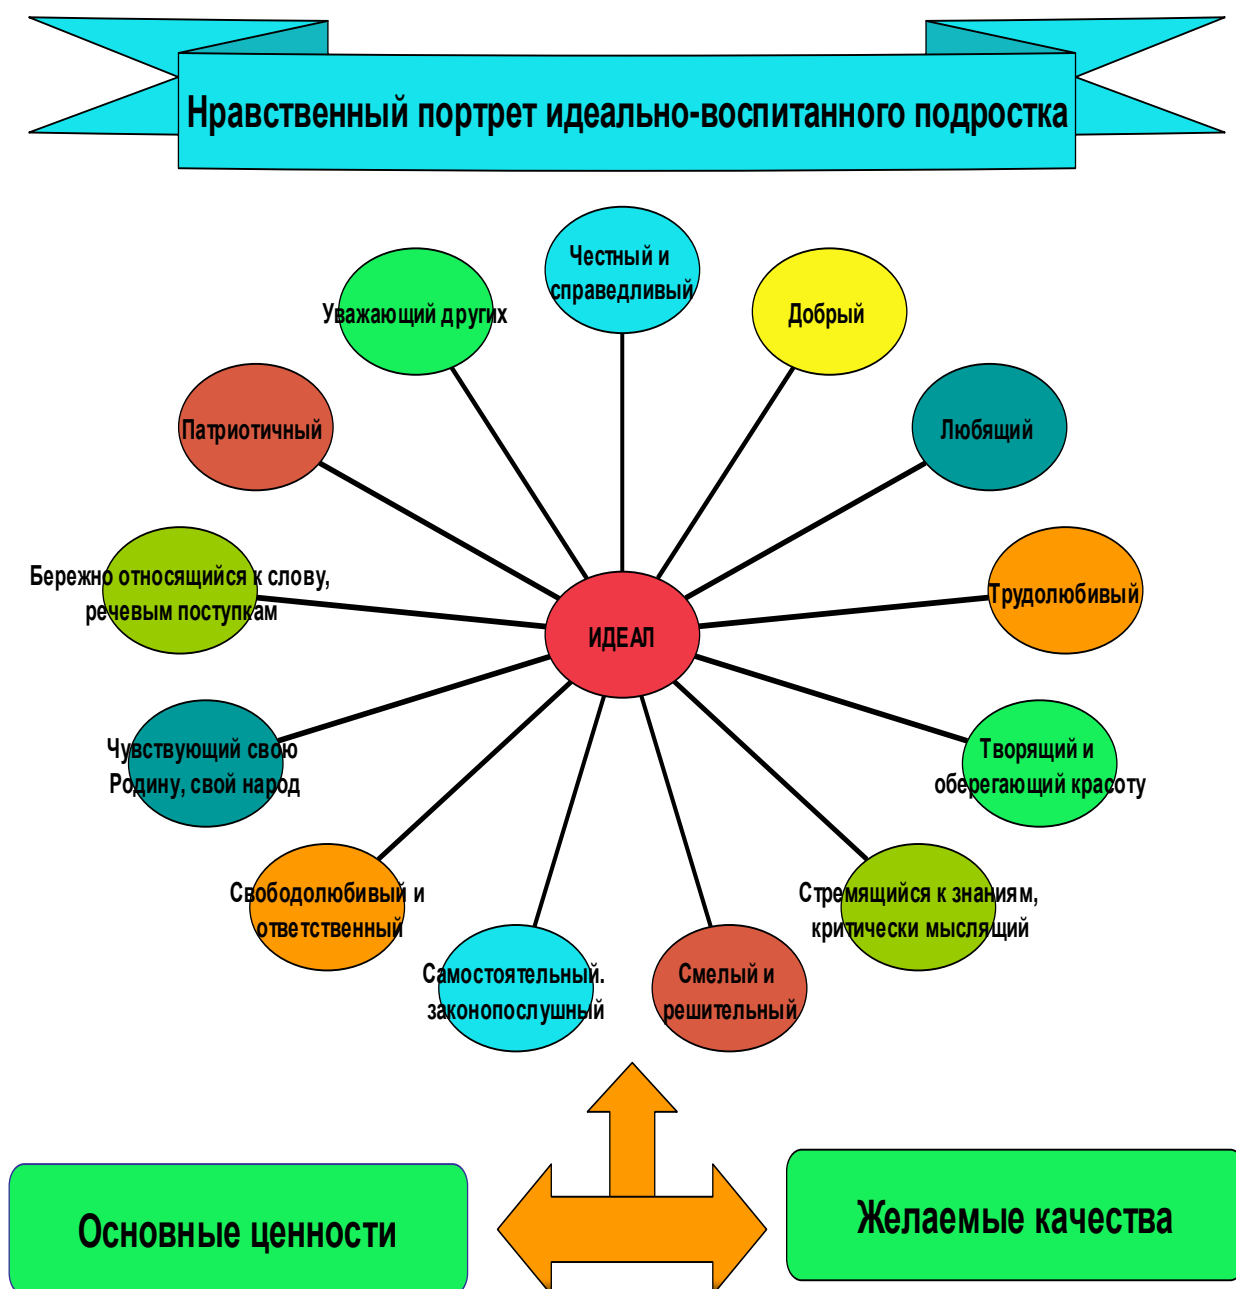 Нравственный портрет идеально-воспитанного подростка
Честный и
справедливый
Добрый
Любящий
Трудолюбивый
Творящий и
оберегающий красоту
Стремящийся к знаниям,
критически мыслящий
Смелый и
решительный
Самостоятельный.
законопослушный
Свободолюбивый и
ответственный
Чувствующий свою
Родину, свой народ
Бережно относящийся к слову,
речевым поступкам
Патриотичный
Уважающий других
ИДЕАЛ
Основные ценности
Желаемые качества